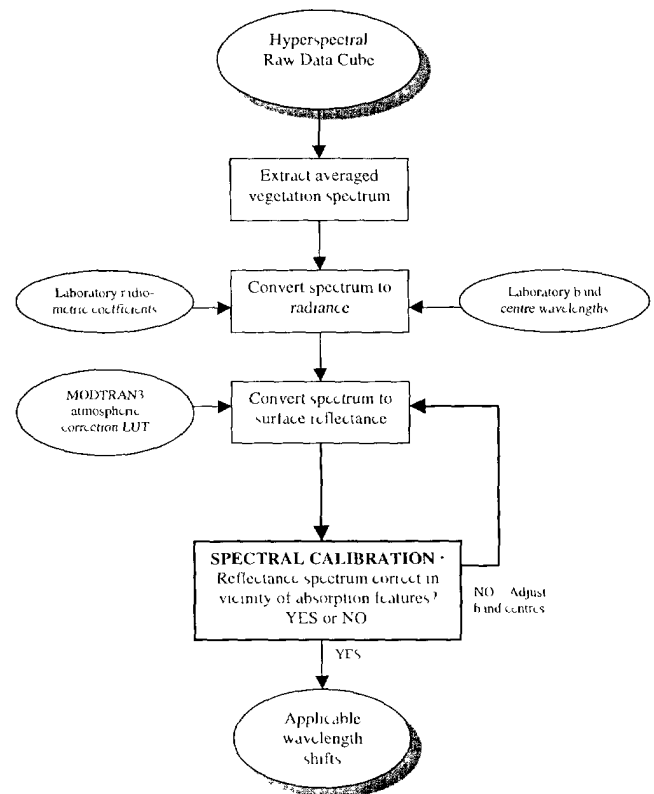 Hyperspectral
Raw Data Cube
Extract averaged
vegetation spectrum
Laboratory radio-
metric coefficients
Convert spectrum to
radiance
Laboratory band
centre wavelengths
MODTRAN3
atmospheric
correction LUT
Convert spectrum to
surface reflectance
SPECTRAL CALIBRATION -
Reflectance spectrum correct in
vicinity of absorption features?
YES or NO
NO Adjust
band centres
YES
Applicable
wavelength
shifts